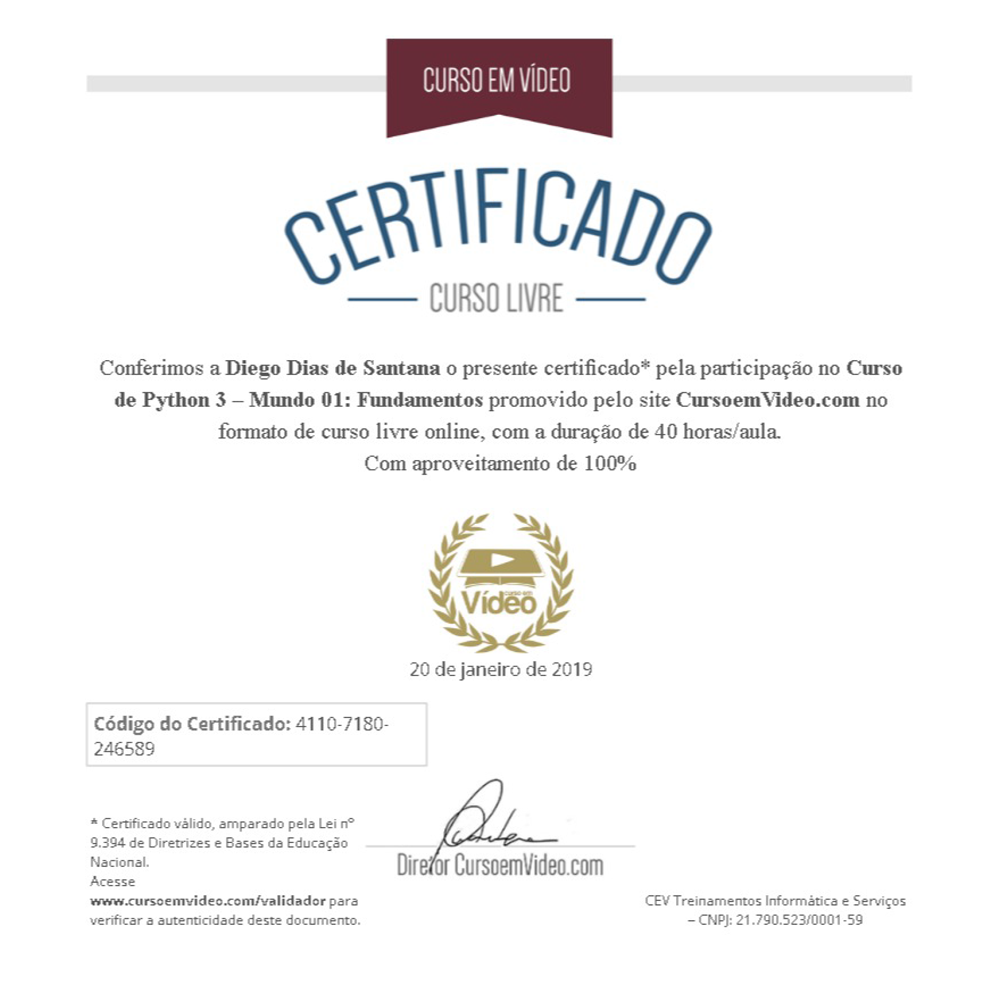 CURSO EM VÍDEO
CERTIFICADO
CURSO LIVRE
Conferimos a Diego Dias de Santana o presente certificado* pela participação no Curso
de Python 3 – Mundo 01: Fundamentos promovido pelo site CursoemVideo.com no
formato de curso livre online, com a duração de 40 horas/aula.
Com aproveitamento de 100%
curso em
Vídeo
20 de janeiro de 2019
Código do Certificado: 4110-7180-
246589
* Certificado válido, amparado pela Lei nº
9.394 de Diretrizes e Bases da Educação
Nacional.
Acesse
www.cursoemvideo.com/validador para
verificar a autenticidade deste documento.
Diretor CursoemVideo.com
CEV Treinamentos Informática e Serviços
– CNPJ: 21.790.523/0001-59